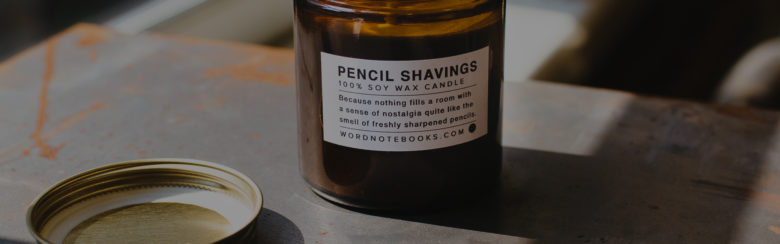 PENCIL SHAVINGS
100% SOY WAX CANDLE
Because nothing fills a room with
a sense of nostalgia quite like the
smell of freshly sharpened pencils.
WORDNOTEBOOKS.COM